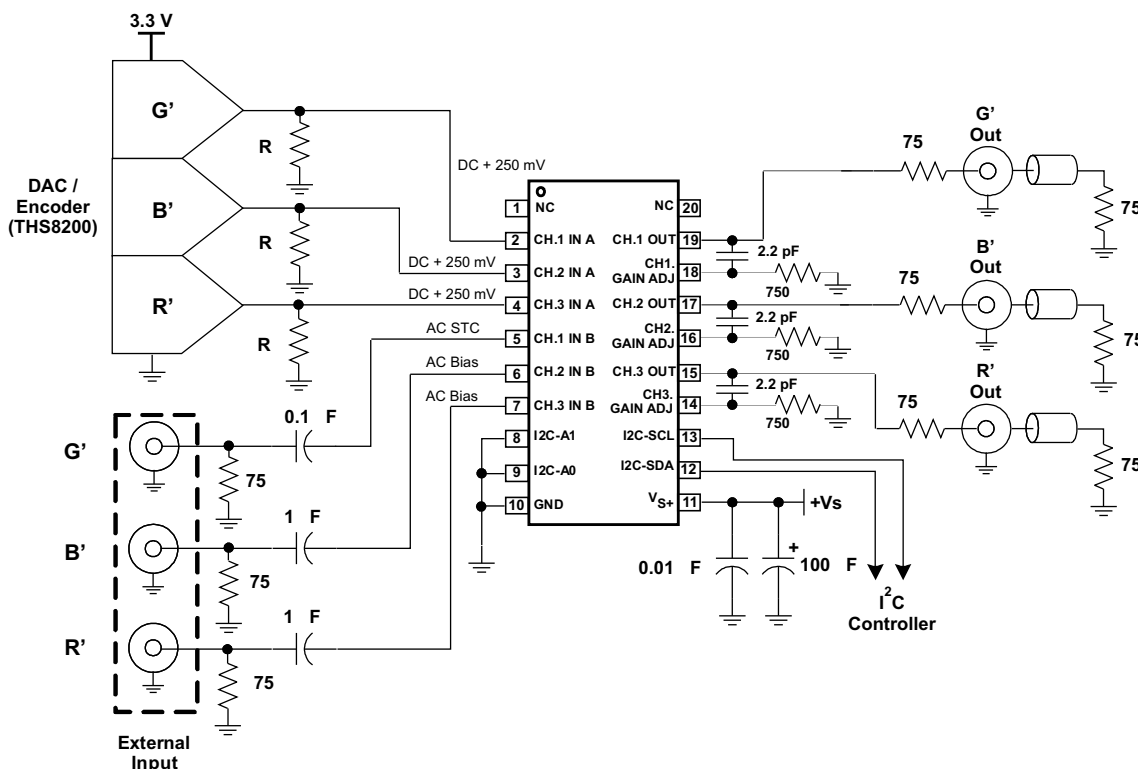 3.3 V
G'
B'
R'
DAC /
Encoder
(THS8200)
R
R
R
DC + 250 mV
DC + 250 mV
DC + 250 mV
AC STC
AC Bias
AC Bias
0.1 F
1 F
1 F
G'
B'
R'
75
75
75
External
Input
O
1 NC
2 CH.1 IN A
3 CH.2 IN A
4 CH.3 IN A
5 CH.1 IN B
6 CH.2 IN B
7 CH.3 IN B
8 I2C-A1
9 I2C-A0
10 GND
NC 20
CH.1 OUT 19
CH1.
GAIN ADJ 18
CH.2 OUT 17
CH2.
GAIN ADJ 16
CH.3 OUT 15
CH3.
GAIN ADJ 14
I2C-SCL 13
I2C-SDA 12
VS+ 11
2.2 pF
750
2.2 pF
750
2.2 pF
750
75
G'
Out
75
75
B'
Out
75
75
R'
Out
75
+Vs
0.01 F
+
100 F
I2C
Controller